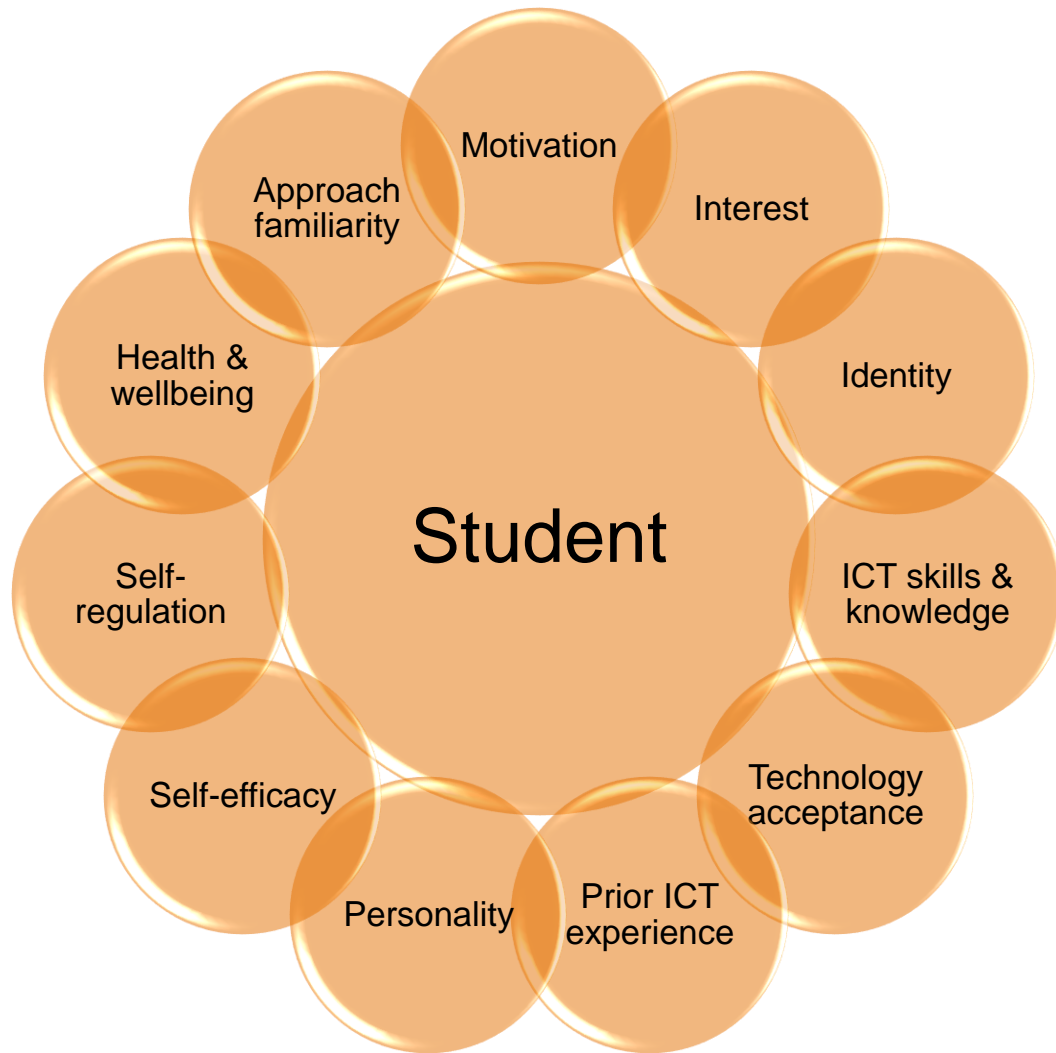 Motivation
Interest
Identity
ICT skills &
knowledge
Technology
acceptance
Prior ICT
experience
Personality
Self-efficacy
Self-
regulation
Health &
wellbeing
Approach
familiarity
Student